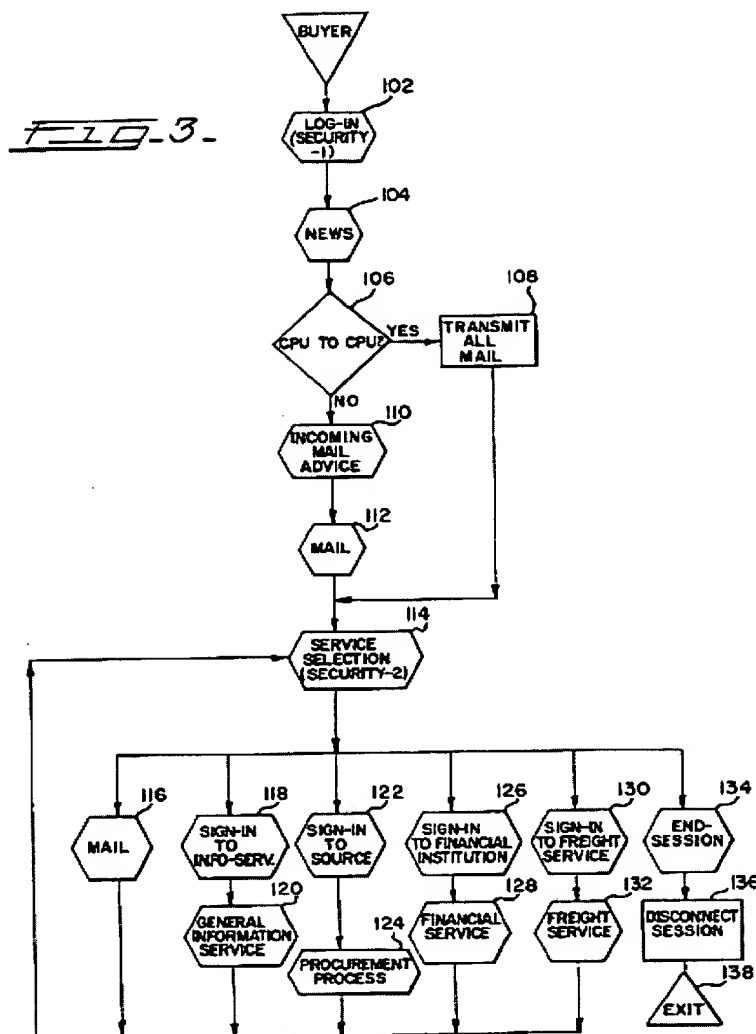 BUYER
Fig. 3.
102
LOG-IN
(SECURITY
-1)
104
NEWS
106
108
CPU TO CPU?
YES
TRANSMIT
ALL
MAIL
NO
110
INCOMING
MAIL
ADVICE
112
MAIL
114
SERVICE
SELECTION
(SECURITY-2)
116
MAIL
118
SIGN-IN
TO
INFO-SERV.
122
SIGN-IN
TO
SOURCE
126
SIGN-IN
TO FINANCIAL
INSTITUTION
130
SIGN-IN
TO FREIGHT
SERVICE
134
END-
SESSION
120
GENERAL
INFORMATION
SERVICE
124
PROCUREMENT
PROCESS
128
FINANCIAL
SERVICE
132
FREIGHT
SERVICE
136
DISCONNECT
SESSION
138
EXIT